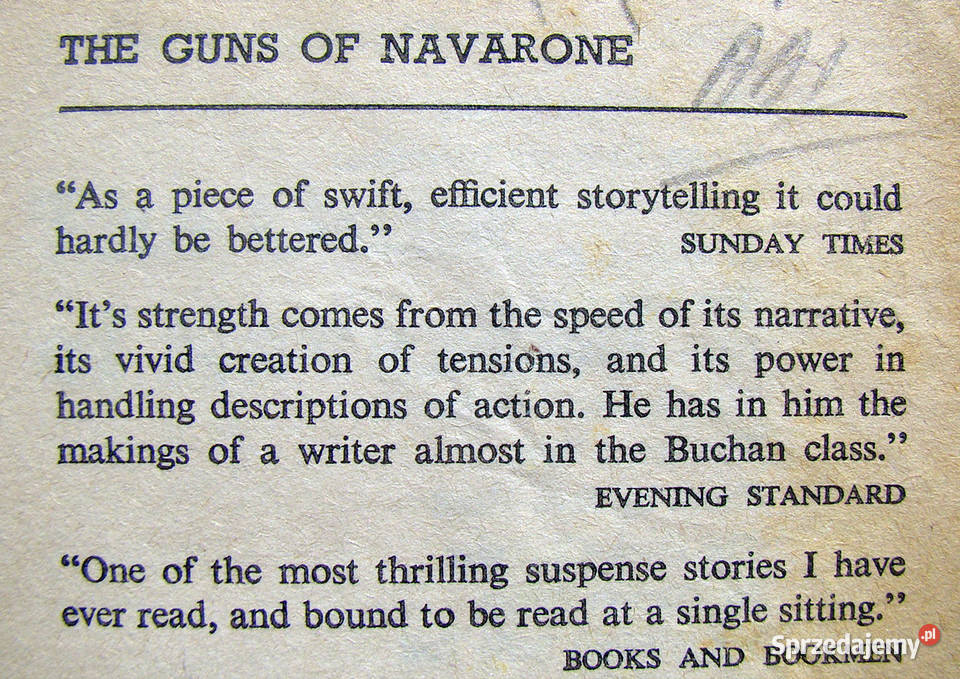 THE GUNS OF NAVARONE
“As a piece of swift, efficient storytelling it could
hardly be bettered.” SUNDAY TIMES
“It’s strength comes from the speed of its narrative,
its vivid creation of tensions, and its power in
handling descriptions of action. He has in him the
makings of a writer almost in the Buchan class.”
EVENING STANDARD
“One of the most thrilling suspense stories I have
ever read, and bound to be read at a single sitting.”
BOOKS AND BOOKMEN
Sprzedajemy.pl